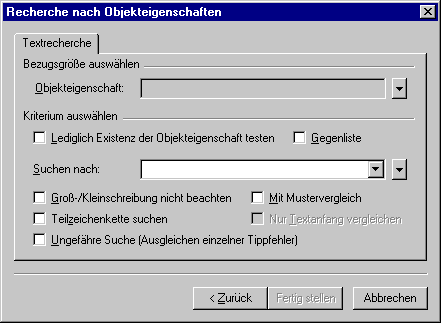 Recherche nach Objekteigenschaften
Textrecherche
Bezugsgröße auswählen
Objekteigenschaft:
Kriterium auswählen
Lediglich Existenz der Objekteigenschaft testen Gegenliste
Suchen nach:
Groß-/Kleinschreibung nicht beachten Mit Mustervergleich
Teilzeichenkette suchen Nur Textanfang vergleichen
Ungefähre Suche (Ausgleichen einzelner Tippfehler)
< Zurück Fertig stellen Abbrechen